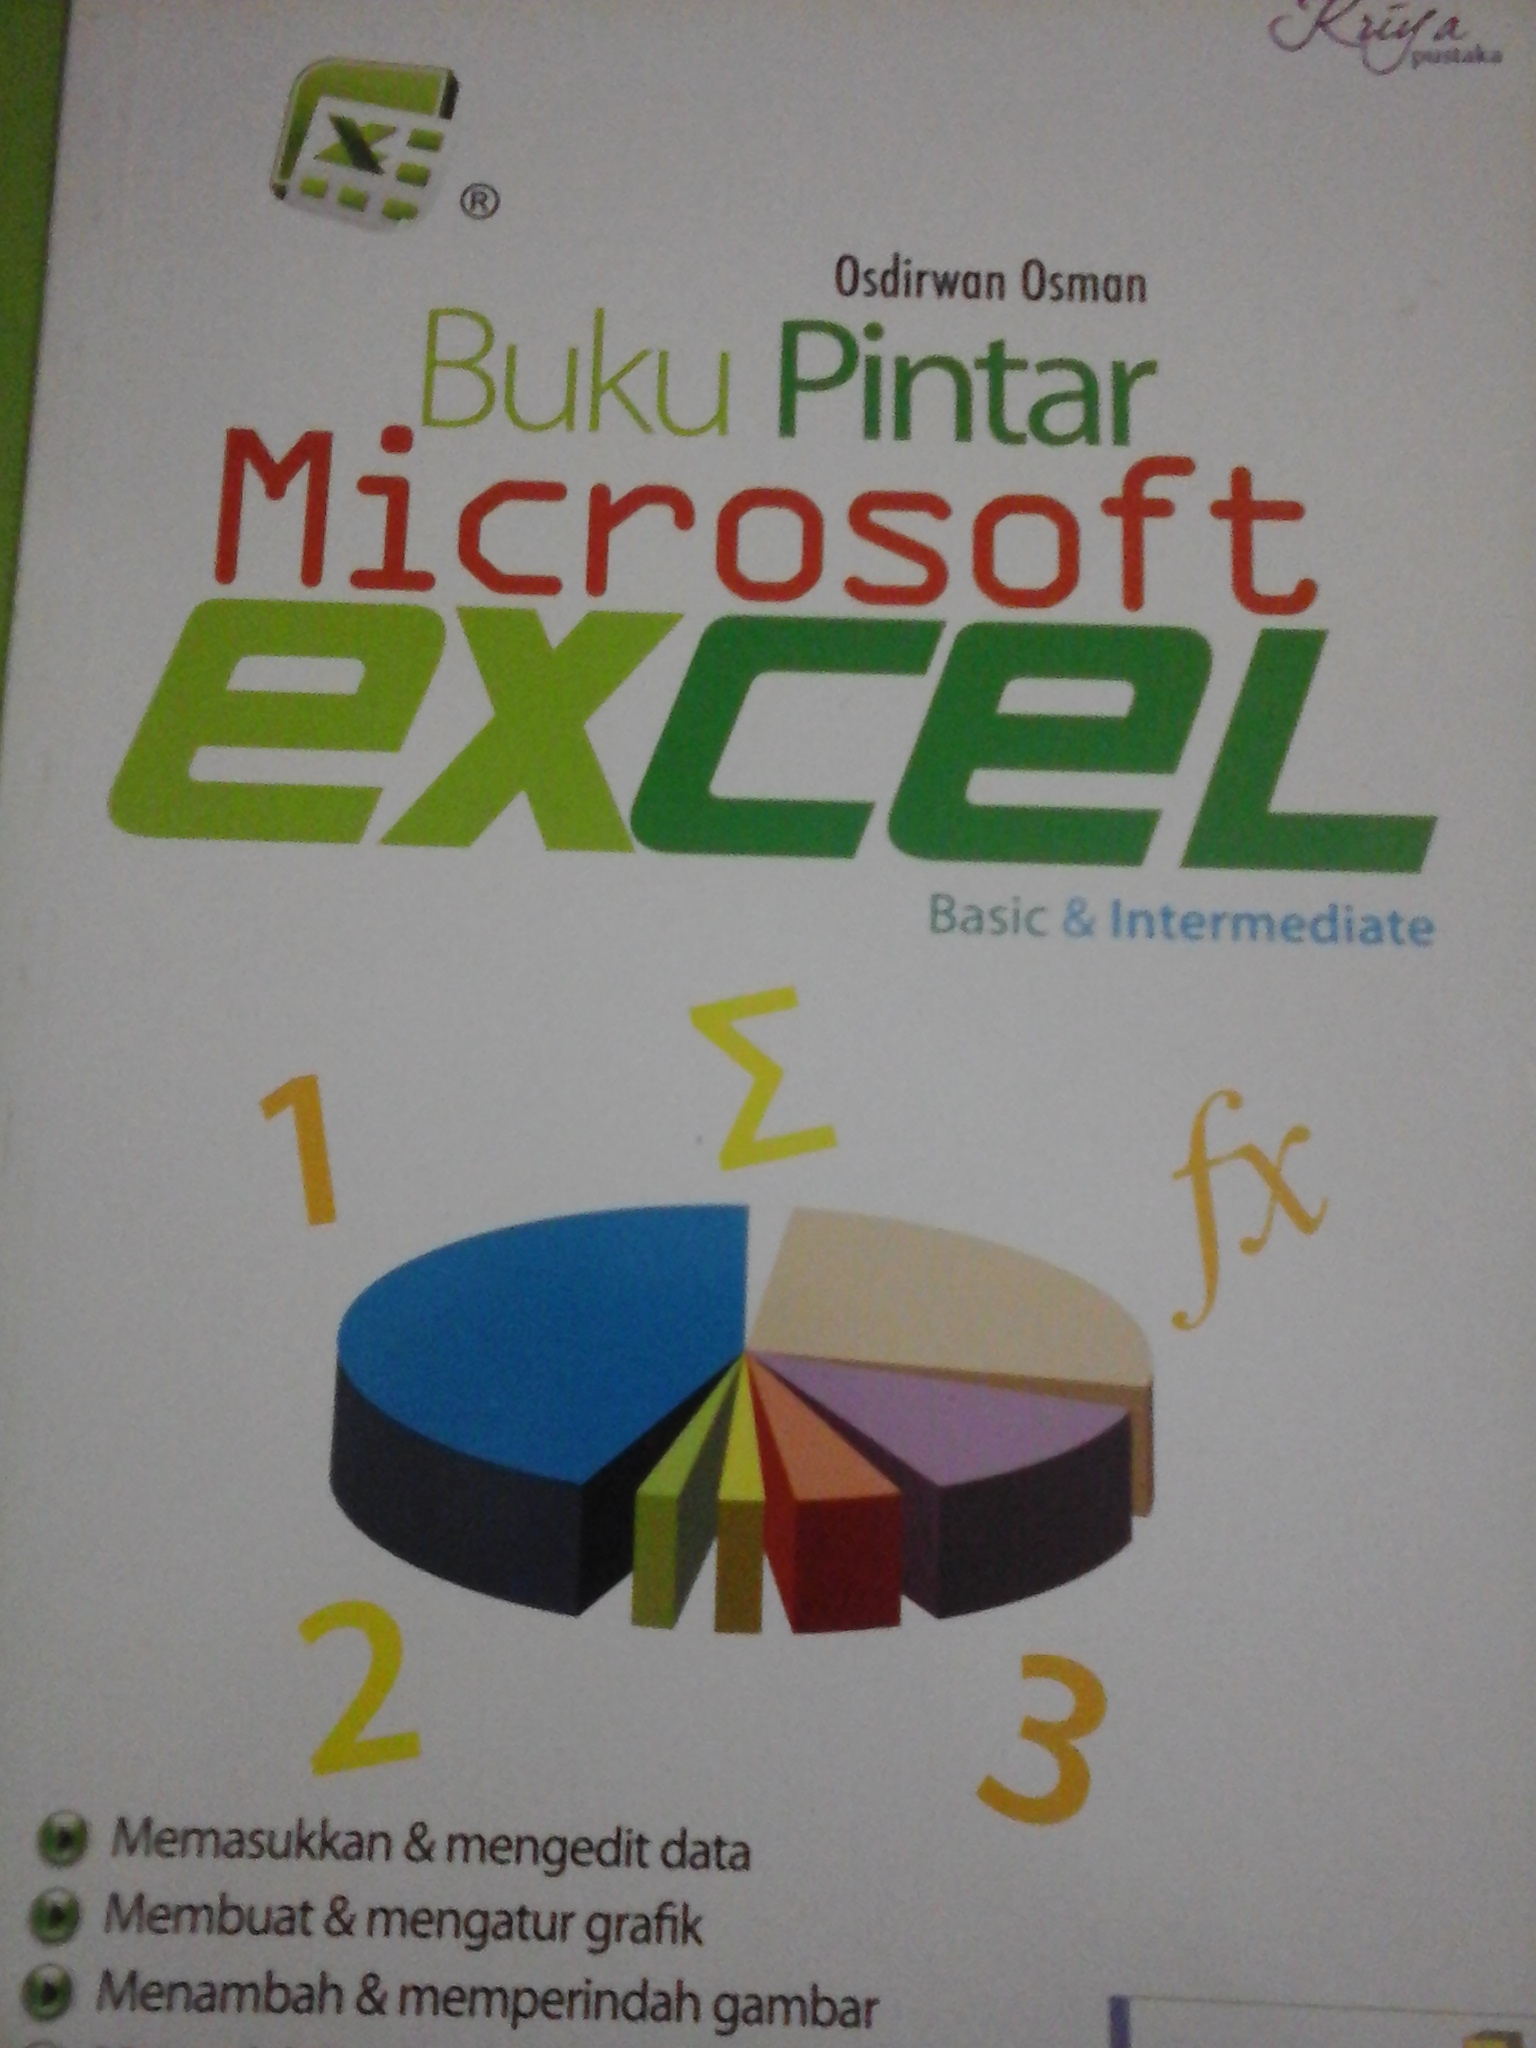 Kriya
pustaka
®
Osdirwan Osman
Buku Pintar
Microsoft
excel
Basic & Intermediate
Σ
1
fx
2
3
Memasukkan & mengedit data
Membuat & mengatur grafik
Menambah & memperindah gambar